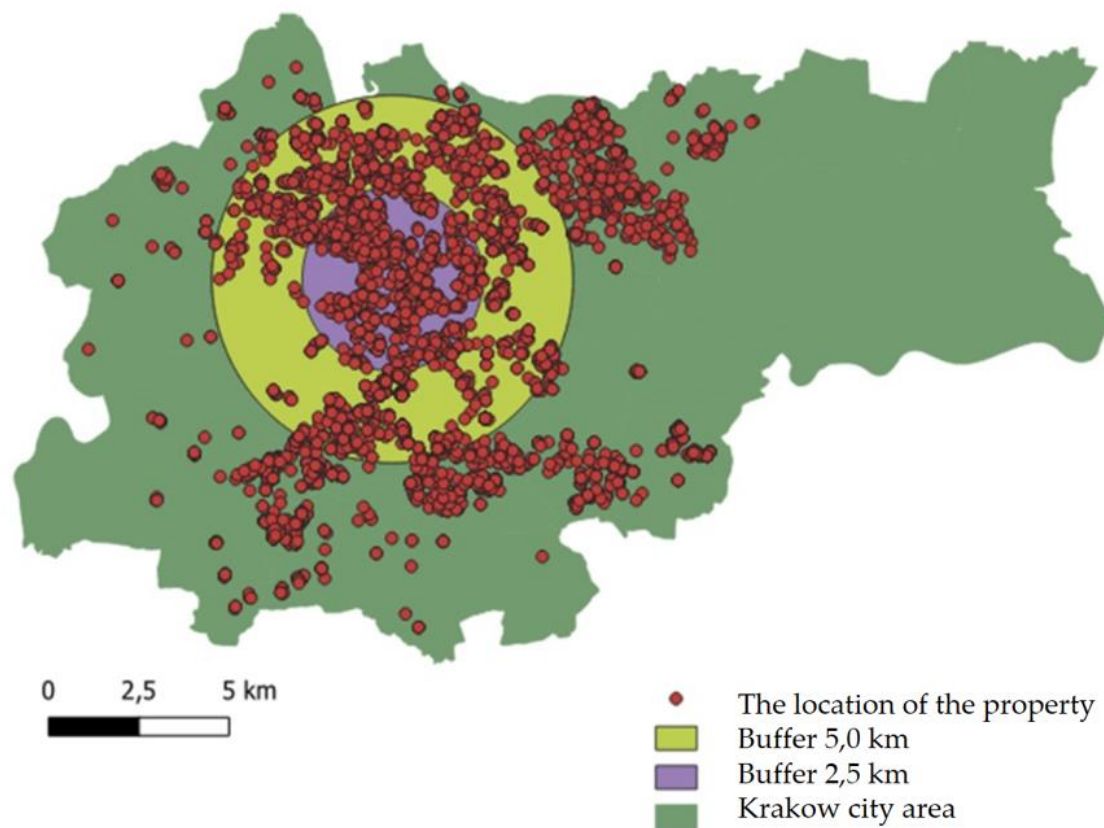 0 2,5 5 km
The location of the property
Buffer 5,0 km
Buffer 2,5 km
Krakow city area